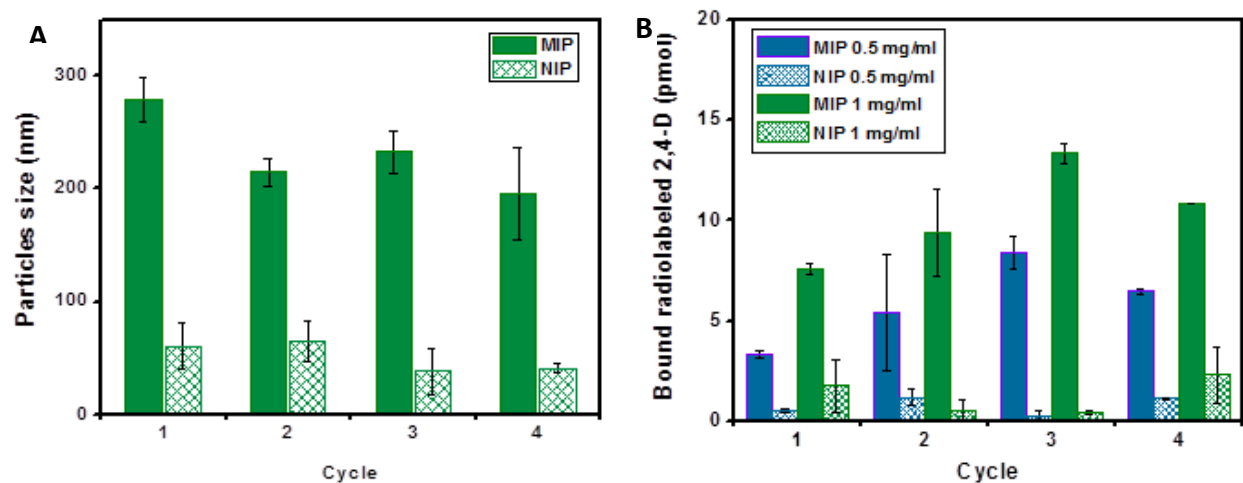 A
Particles size (nm)
300
200
100
0
MIP
NIP
1 2 3 4
Cycle
B
Bound radiolabeled 2,4-D (pmol)
20
15
10
5
0
MIP 0.5 mg/ml
NIP 0.5 mg/ml
MIP 1 mg/ml
NIP 1 mg/ml
1 2 3 4
Cycle